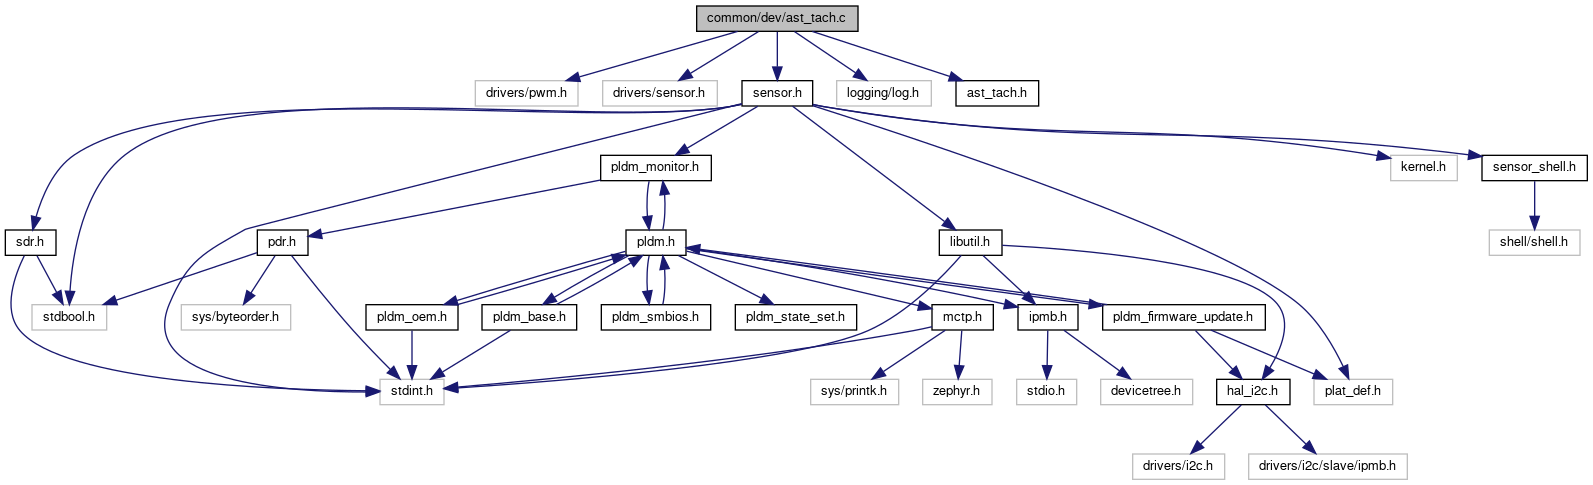 common/dev/ast_tach.c
drivers/pwm.h
drivers/sensor.h
sensor.h
logging/log.h
ast_tach.h
pldm_monitor.h
kernel.h
sensor_shell.h
sdr.h
pdr.h
pldm.h
libutil.h
shell/shell.h
stdbool.h
sys/byteorder.h
pldm_oem.h
pldm_base.h
pldm_smbios.h
pldm_state_set.h
mctp.h
ipmb.h
pldm_firmware_update.h
stdint.h
sys/printk.h
zephyr.h
stdio.h
devicetree.h
hal_i2c.h
plat_def.h
drivers/i2c.h
drivers/i2c/slave/ipmb.h